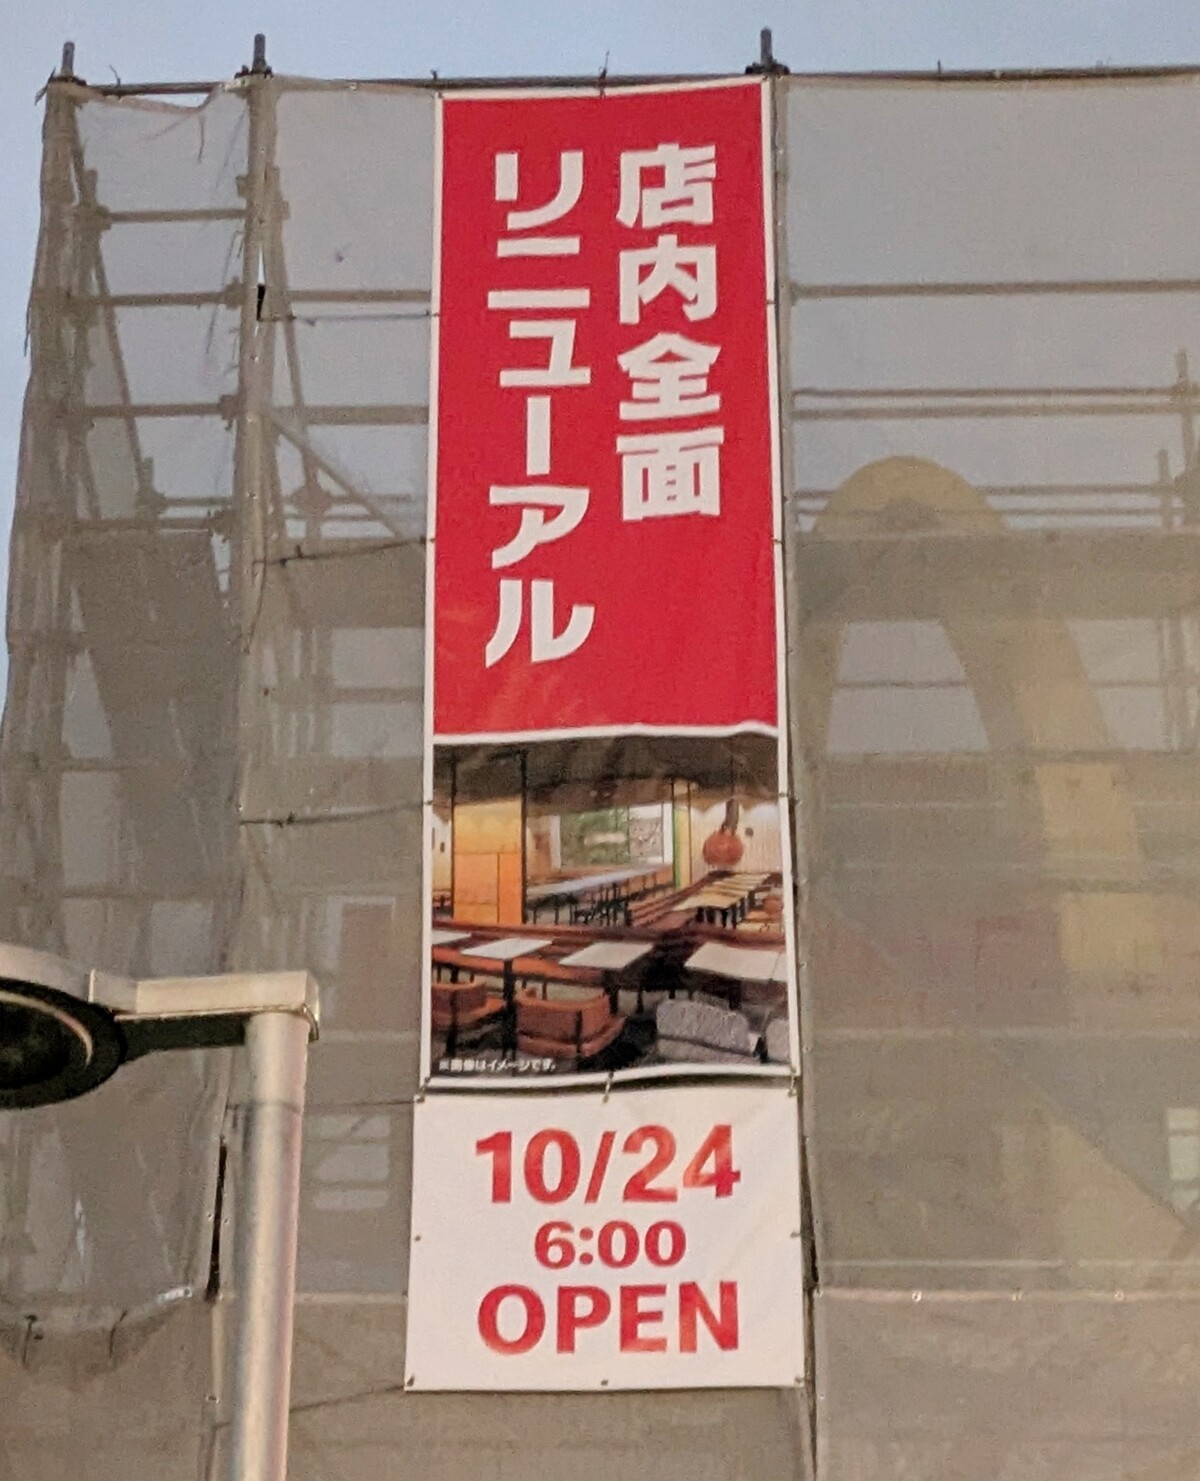 店内全面
リニューアル
※画像はイメージです。
10/24
6:00
OPEN